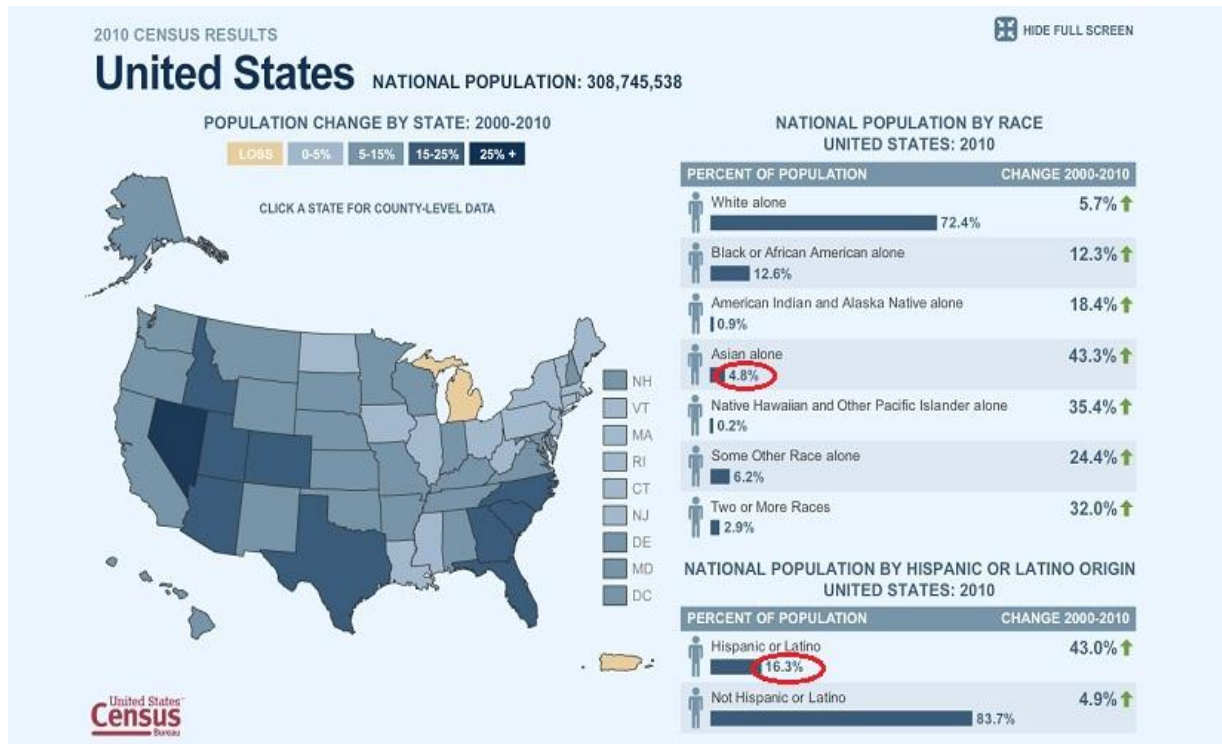 2010 CENSUS RESULTS
HIDE FULL SCREEN
United States NATIONAL POPULATION: 308,745,538
POPULATION CHANGE BY STATE: 2000-2010
LOSS 0-5% 5-15% 15-25% 25% +
CLICK A STATE FOR COUNTY-LEVEL DATA
NH
VT
MA
RI
CT
NJ
DE
MD
DC
NATIONAL POPULATION BY RACE
UNITED STATES: 2010
PERCENT OF POPULATION CHANGE 2000-2010
White alone 5.7%
72.4%
Black or African American alone 12.3%
12.6%
American Indian and Alaska Native alone 18.4%
0.9%
Asian alone 43.3%
4.8%
Native Hawaiian and Other Pacific Islander alone 35.4%
0.2%
Some Other Race alone 24.4%
6.2%
Two or More Races 32.0%
2.9%
NATIONAL POPULATION BY HISPANIC OR LATINO ORIGIN
UNITED STATES: 2010
PERCENT OF POPULATION CHANGE 2000-2010
Hispanic or Latino 43.0%
16.3%
Not Hispanic or Latino 4.9%
83.7%
United States™
Census
Bureau